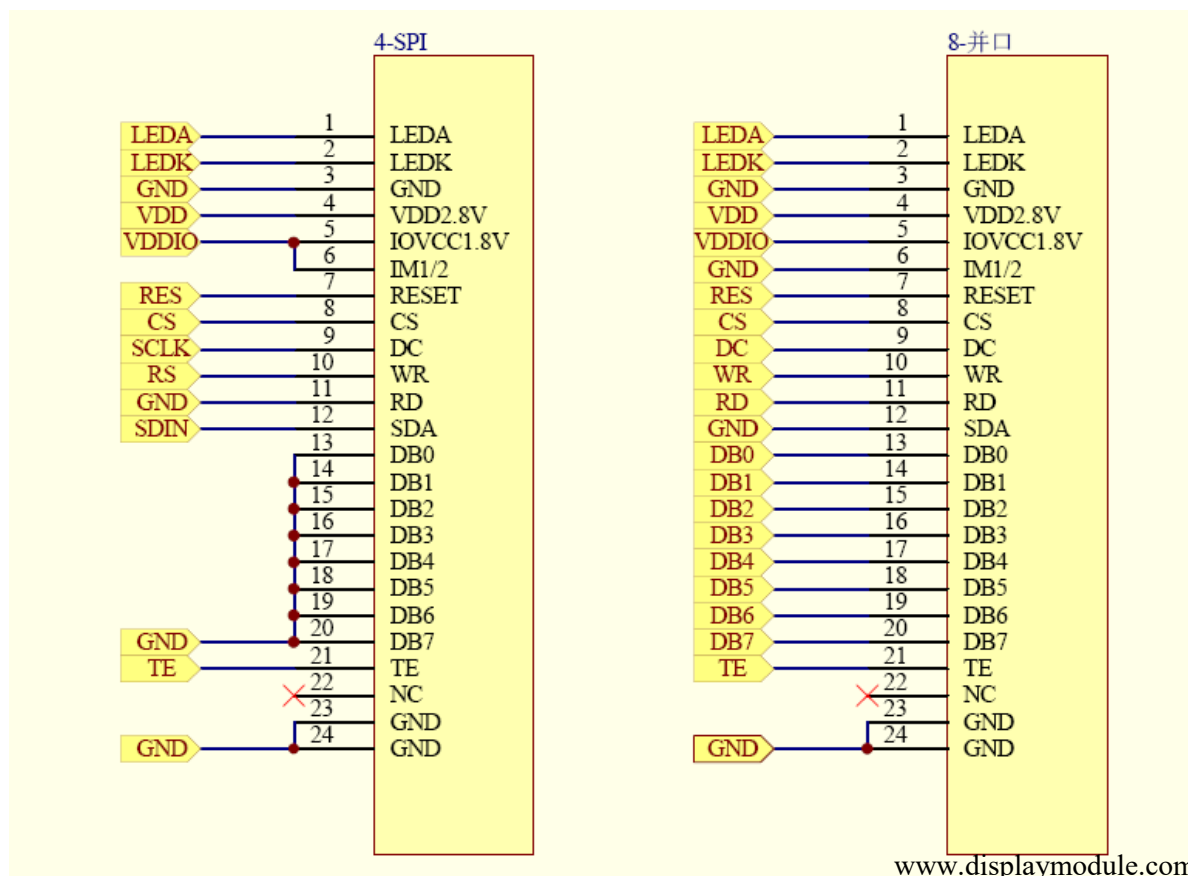 4-SPI
LEDA 1 LEDA
LEDK 2 LEDK
GND 3 GND
VDD 4 VDD2.8V
VDDIO 5 IOVCC1.8V
6 IM1/2
RES 7 RESET
CS 8 CS
SCLK 9 DC
RS 10 WR
GND 11 RD
SDIN 12 SDA
13 DB0
14 DB1
15 DB2
16 DB3
17 DB4
18 DB5
19 DB6
GND 20 DB7
TE 21 TE
22 NC
23 GND
GND 24 GND
8-并口
LEDA 1 LEDA
LEDK 2 LEDK
GND 3 GND
VDD 4 VDD2.8V
VDDIO 5 IOVCC1.8V
GND 6 IM1/2
RES 7 RESET
CS 8 CS
DC 9 DC
WR 10 WR
RD 11 RD
GND 12 SDA
DB0 13 DB0
DB1 14 DB1
DB2 15 DB2
DB3 16 DB3
DB4 17 DB4
DB5 18 DB5
DB6 19 DB6
DB7 20 DB7
TE 21 TE
22 NC
23 GND
GND 24 GND
www.displaymodule.com